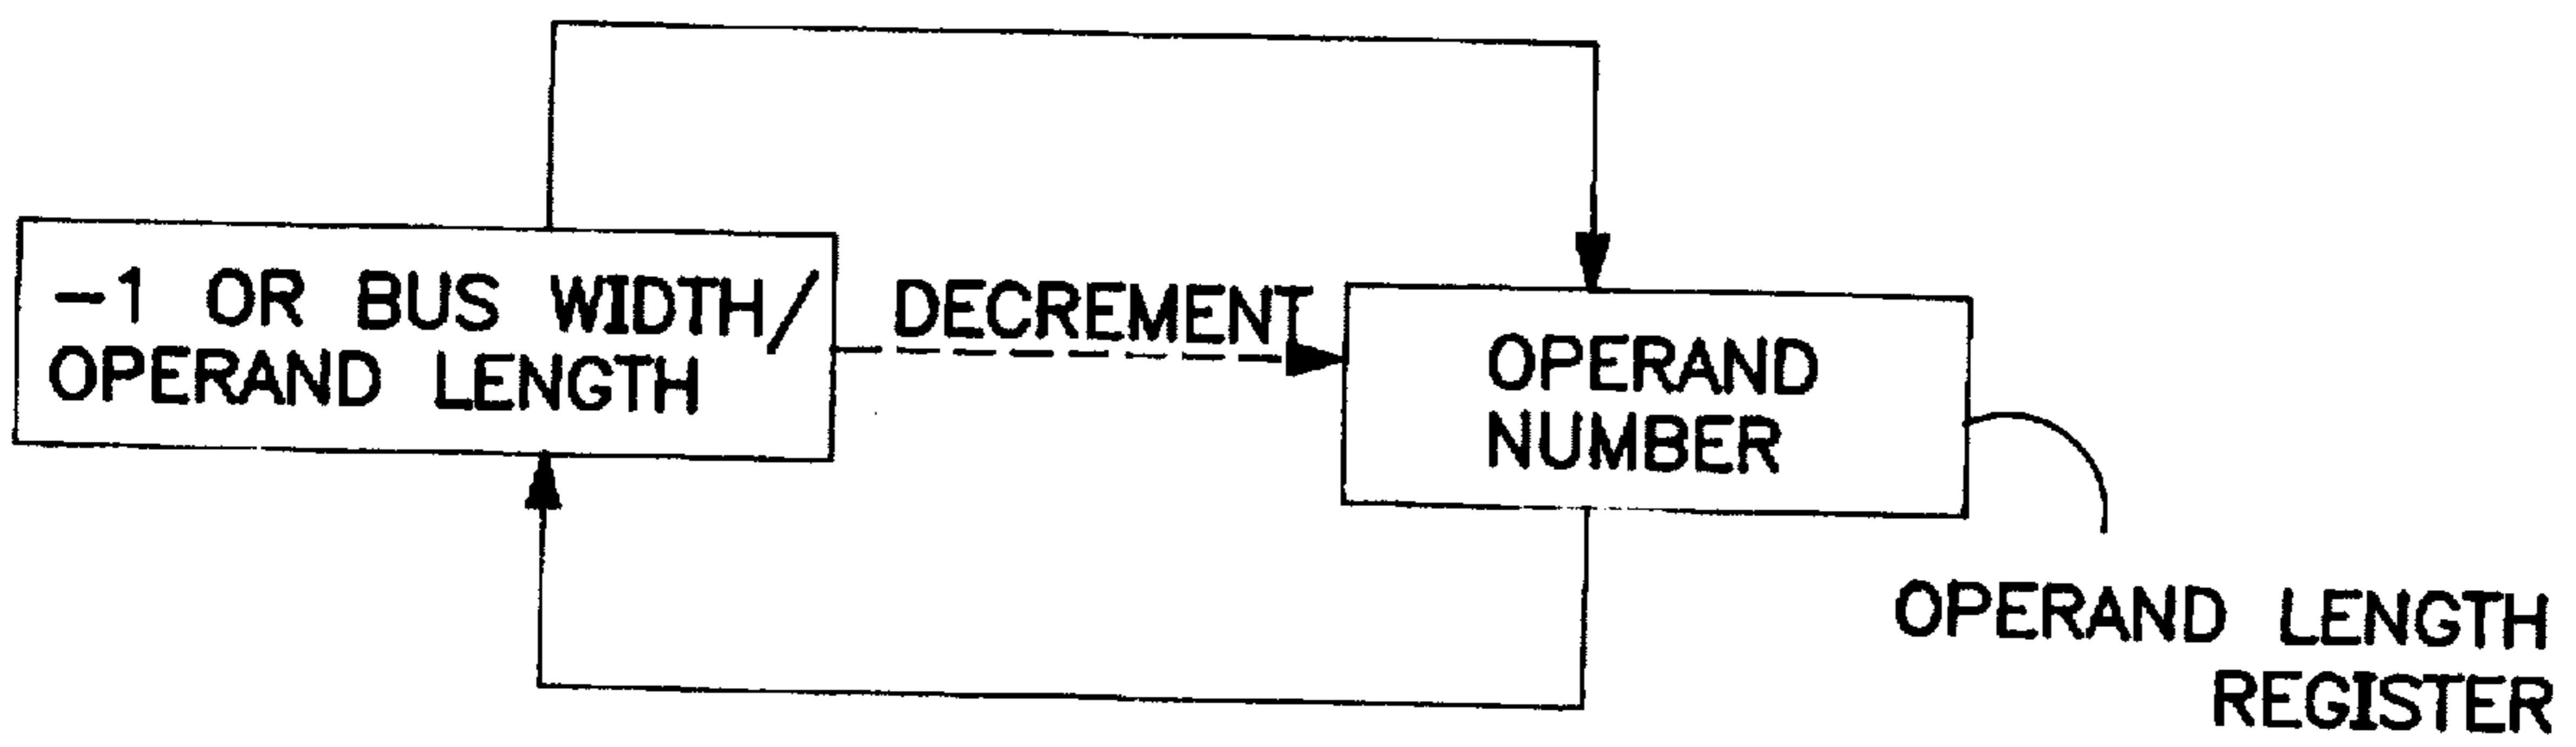 -1 OR BUS WIDTH/
OPERAND LENGTH
DECREMENT
OPERAND
NUMBER
OPERAND LENGTH
REGISTER